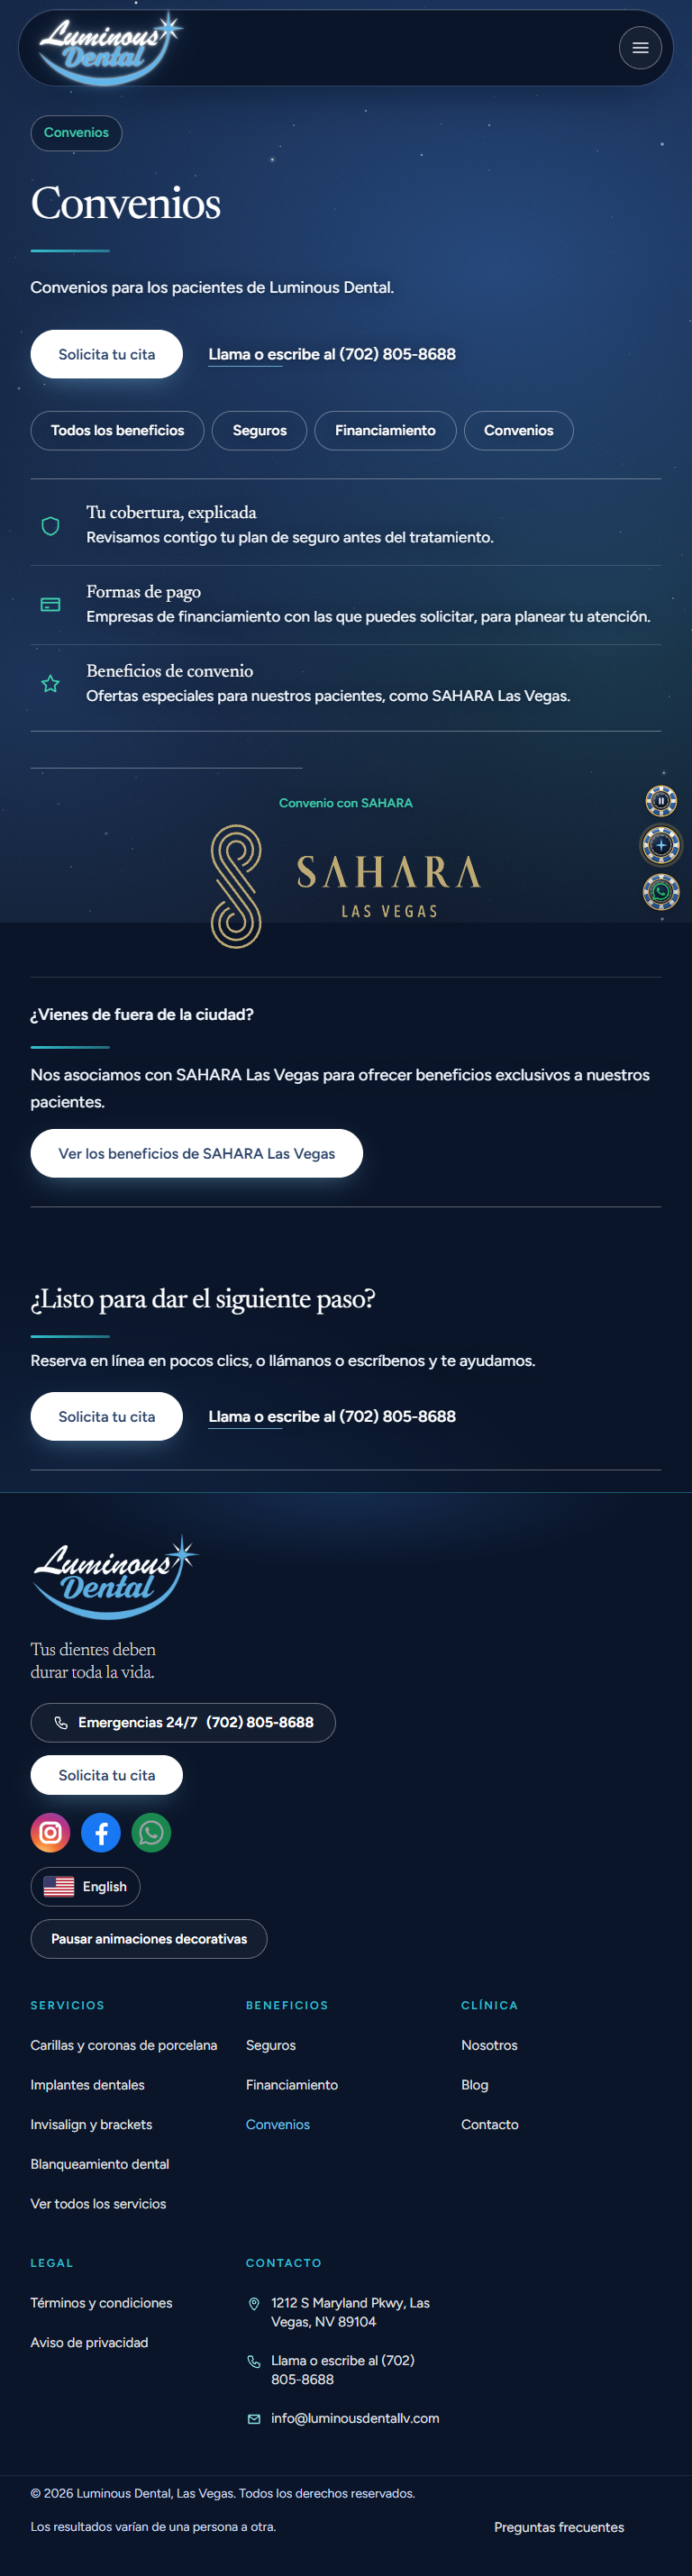 Luminous
Dental
Convenios
Convenios
Convenios para los pacientes de Luminous Dental.
Solicita tu cita
Llama o escribe al (702) 805-8688
Todos los beneficios
Seguros
Financiamiento
Convenios
Tu cobertura, explicada
Revisamos contigo tu plan de seguro antes del tratamiento.
Formas de pago
Empresas de financiamiento con las que puedes solicitar, para planear tu atención.
Beneficios de convenio
Ofertas especiales para nuestros pacientes, como SAHARA Las Vegas.
Convenio con SAHARA
SAHARA
LAS VEGAS
¿Vienes de fuera de la ciudad?
Nos asociamos con SAHARA Las Vegas para ofrecer beneficios exclusivos a nuestros
pacientes.
Ver los beneficios de SAHARA Las Vegas
¿Listo para dar el siguiente paso?
Reserva en línea en pocos clics, o llámanos o escríbenos y te ayudamos.
Solicita tu cita
Llama o escribe al (702) 805-8688
Luminous
Dental
Tus dientes deben
durar toda la vida.
Emergencias 24/7 (702) 805-8688
Solicita tu cita
English
Pausar animaciones decorativas
SERVICIOS
Carillas y coronas de porcelana
Implantes dentales
Invisalign y brackets
Blanqueamiento dental
Ver todos los servicios
BENEFICIOS
Seguros
Financiamiento
Convenios
CLÍNICA
Nosotros
Blog
Contacto
LEGAL
Términos y condiciones
Aviso de privacidad
CONTACTO
1212 S Maryland Pkwy, Las
Vegas, NV 89104
Llama o escribe al (702)
805-8688
info@luminousdentallv.com
© 2026 Luminous Dental, Las Vegas. Todos los derechos reservados.
Los resultados varían de una persona a otra.
Preguntas frecuentes